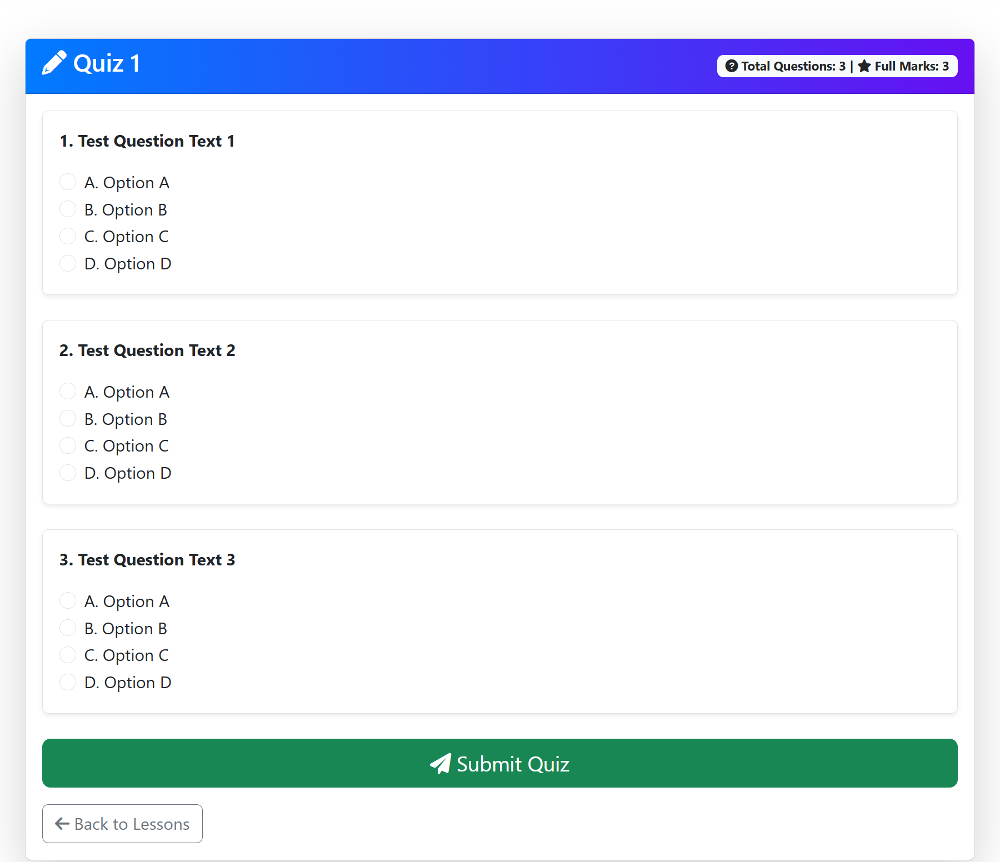 Quiz 1
Total Questions: 3 | Full Marks: 3
1. Test Question Text 1
A. Option A
B. Option B
C. Option C
D. Option D
2. Test Question Text 2
A. Option A
B. Option B
C. Option C
D. Option D
3. Test Question Text 3
A. Option A
B. Option B
C. Option C
D. Option D
Submit Quiz
Back to Lessons